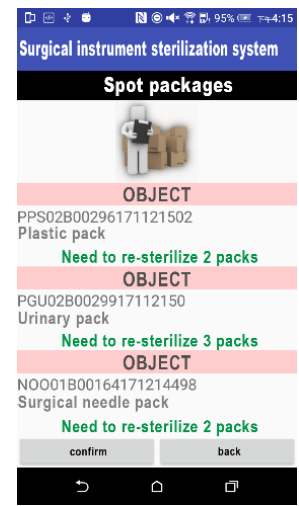 95% 下午4:15
Surgical instrument sterilization system
Spot packages
OBJECT
PPS02B00296171121502
Plastic pack
Need to re-sterilize 2 packs
OBJECT
PGU02B0029917112150
Urinary pack
Need to re-sterilize 3 packs
OBJECT
NOO01B00164171214498
Surgical needle pack
Need to re-sterilize 2 packs
confirm back